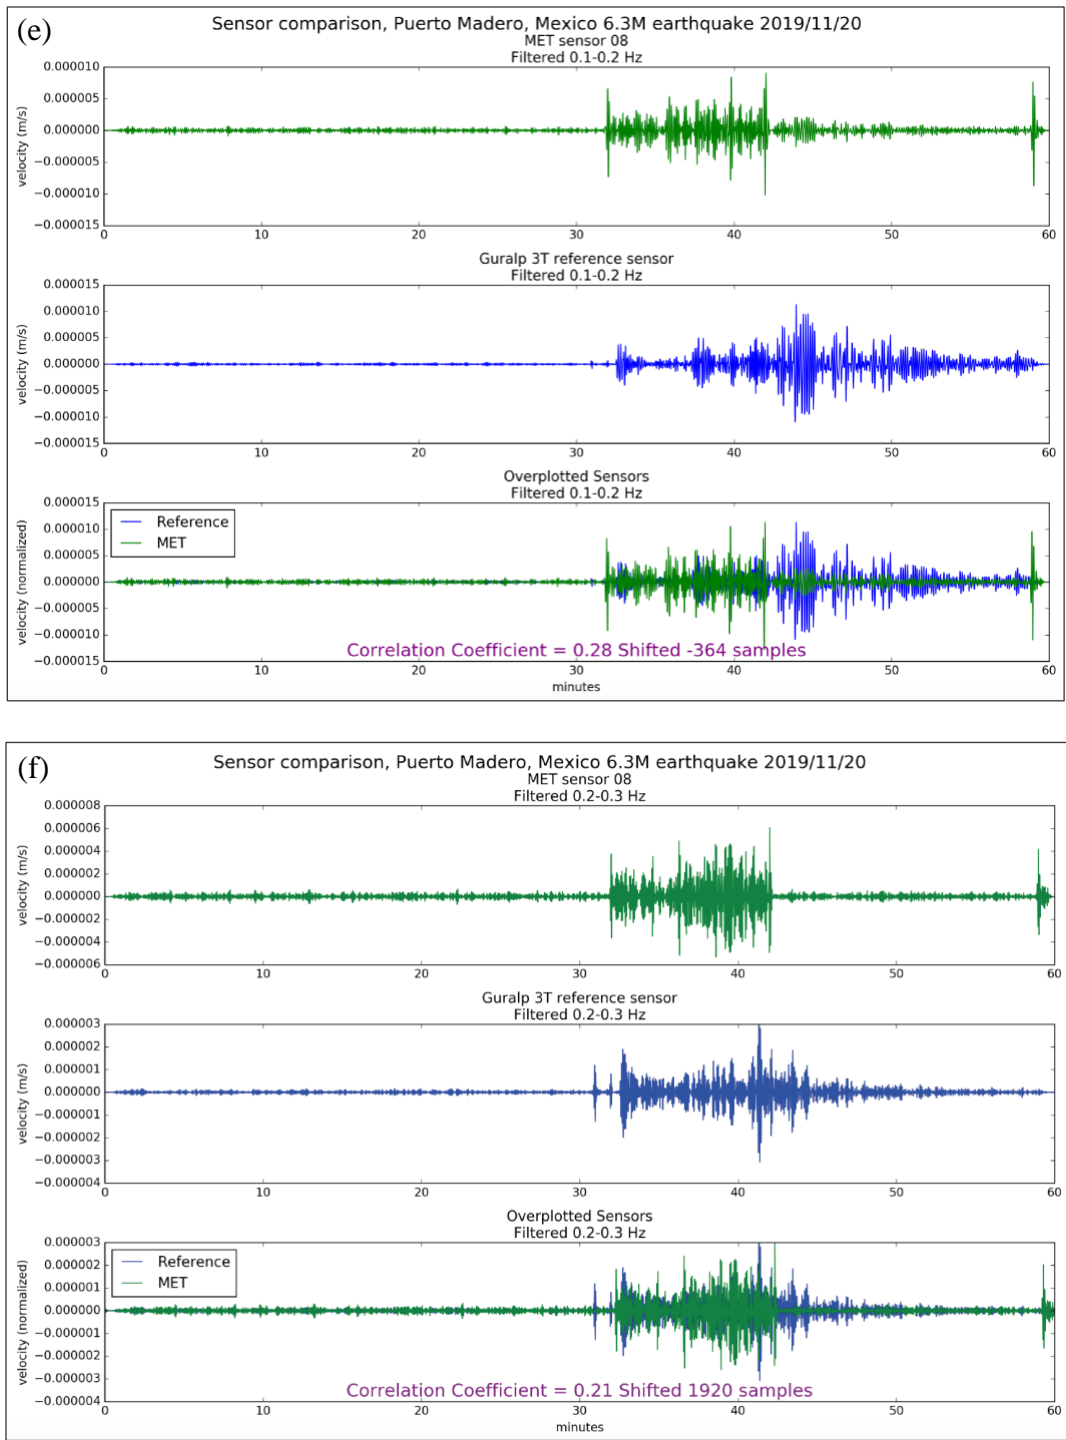 (e)
Sensor comparison, Puerto Madero, Mexico 6.3M earthquake 2019/11/20
MET sensor 08
Filtered 0.1-0.2 Hz
0.000010
0.000005
0.000000
−0.000005
−0.000010
−0.000015
velocity (m/s)
0 10 20 30 40 50 60
Guralp 3T reference sensor
Filtered 0.1-0.2 Hz
0.000015
0.000010
0.000005
0.000000
−0.000005
−0.000010
−0.000015
velocity (m/s)
0 10 20 30 40 50 60
Overplotted Sensors
Filtered 0.1-0.2 Hz
0.000015
0.000010
0.000005
0.000000
−0.000005
−0.000010
−0.000015
velocity (normalized)
Reference
MET
Correlation Coefficient = 0.28 Shifted -364 samples
0 10 20 30 40 50 60
minutes
(f)
Sensor comparison, Puerto Madero, Mexico 6.3M earthquake 2019/11/20
MET sensor 08
Filtered 0.2-0.3 Hz
0.000008
0.000006
0.000004
0.000002
0.000000
−0.000002
−0.000004
−0.000006
velocity (m/s)
0 10 20 30 40 50 60
Guralp 3T reference sensor
Filtered 0.2-0.3 Hz
0.000003
0.000002
0.000001
0.000000
−0.000001
−0.000002
−0.000003
−0.000004
velocity (m/s)
0 10 20 30 40 50 60
Overplotted Sensors
Filtered 0.2-0.3 Hz
0.000003
0.000002
0.000001
0.000000
−0.000001
−0.000002
−0.000003
−0.000004
velocity (normalized)
Reference
MET
Correlation Coefficient = 0.21 Shifted 1920 samples
0 10 20 30 40 50 60
minutes